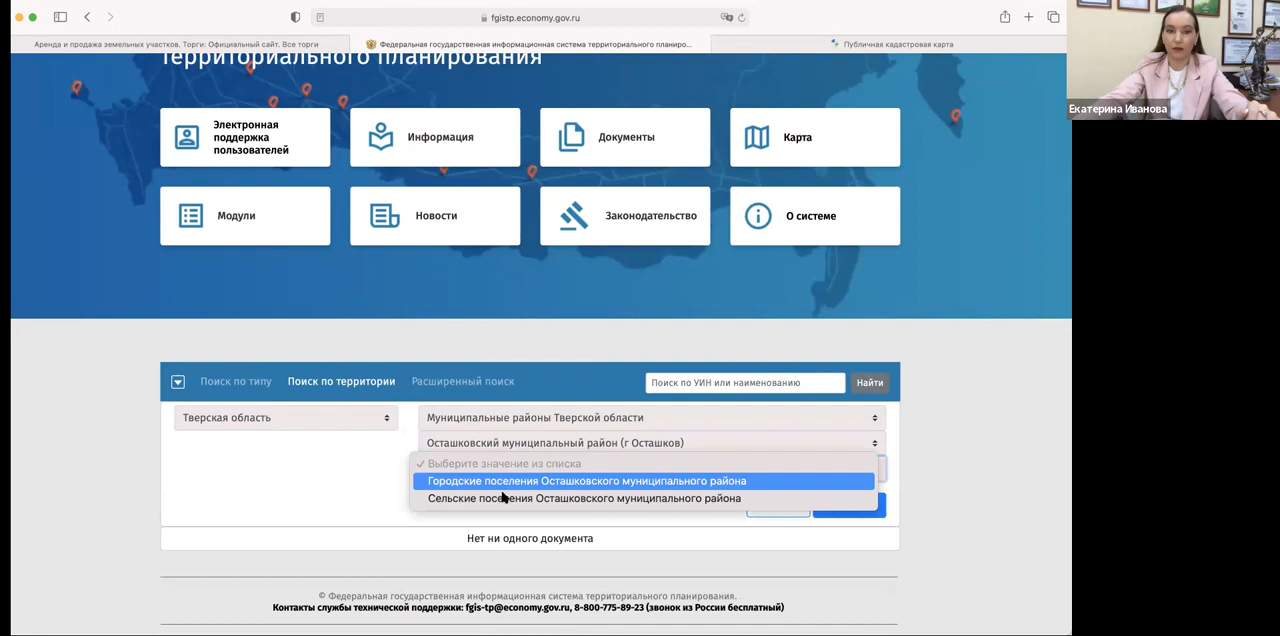 fgistp.economy.gov.ru
Аренда и продажа земельных участков. Торги: Официальный сайт. Все торги
Федеральная государственная информационная система территориального планиро...
Публичная кадастровая карта
территориального планирования
Екатерина Иванова
Электронная
поддержка
пользователей
Информация
Документы
Карта
Модули
Новости
Законодательство
О системе
Поиск по типу
Поиск по территории
Расширенный поиск
Поиск по УИН или наименованию
Найти
Тверская область
Муниципальные районы Тверской области
Осташковский муниципальный район (г Осташков)
✓ Выберите значение из списка
Городские поселения Осташковского муниципального района
Сельские поселения Осташковского муниципального района
Нет ни одного документа
© Федеральная государственная информационная система территориального планирования.
Контакты службы технической поддержки: fgis-tp@economy.gov.ru, 8-800-775-89-23 (звонок из России бесплатный)